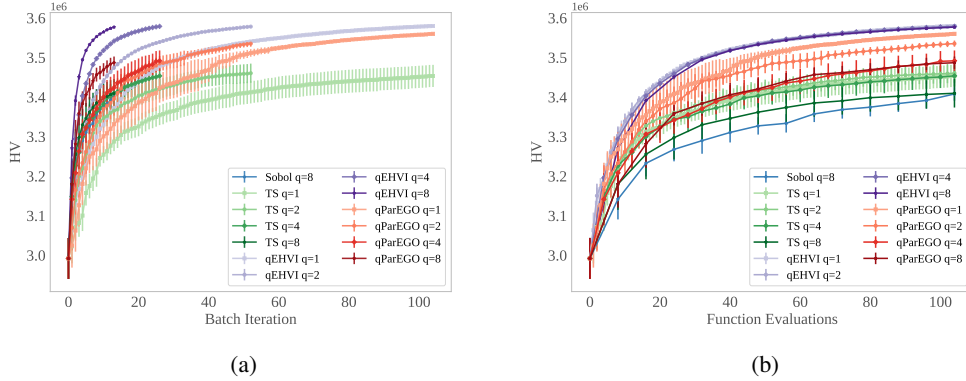 1e6
3.6
3.5
3.4
3.3
3.2
3.1
3.0
HV
Sobol q=8
TS q=1
TS q=2
TS q=4
TS q=8
qEHVI q=1
qEHVI q=2
qEHVI q=4
qEHVI q=8
qParEGO q=1
qParEGO q=2
qParEGO q=4
qParEGO q=8
0 20 40 60 80 100
Batch Iteration
(a)
1e6
3.6
3.5
3.4
3.3
3.2
3.1
3.0
HV
Sobol q=8
TS q=1
TS q=2
TS q=4
TS q=8
qEHVI q=1
qEHVI q=2
qEHVI q=4
qEHVI q=8
qParEGO q=1
qParEGO q=2
qParEGO q=4
qParEGO q=8
0 20 40 60 80 100
Function Evaluations
(b)